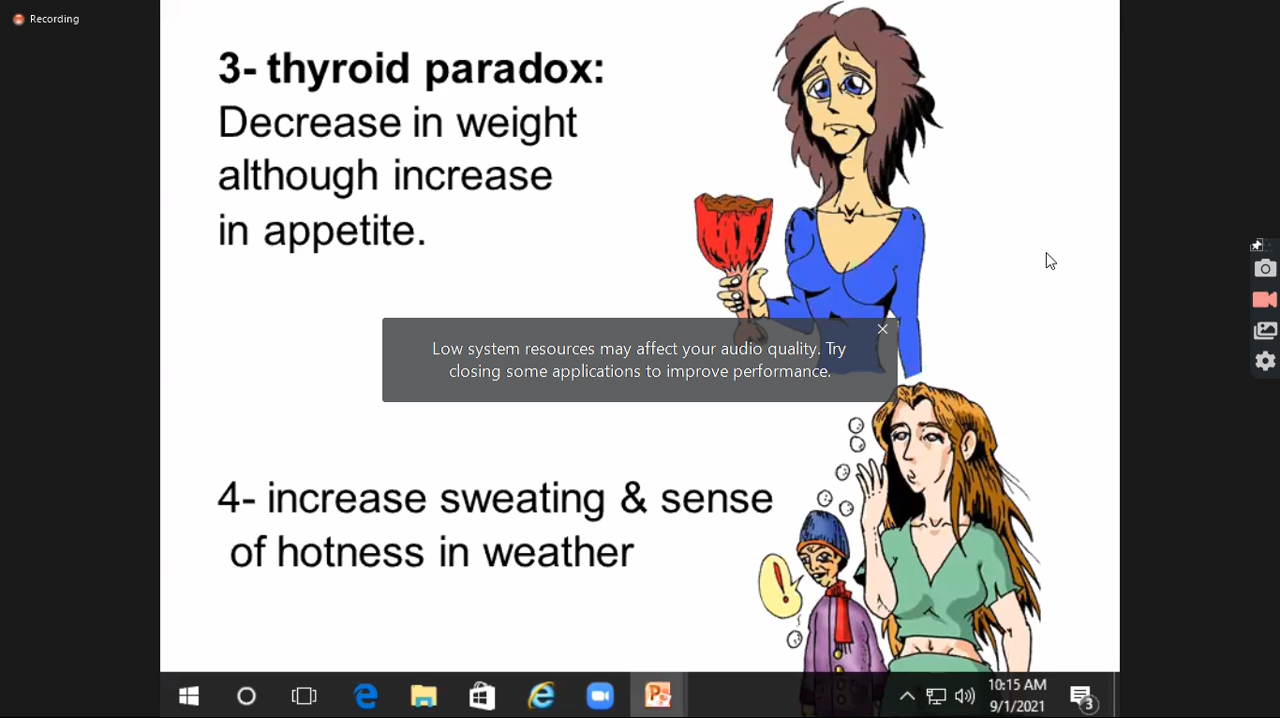 Recording
3- thyroid paradox:
Decrease in weight
although increase
in appetite.
Low system resources may affect your audio quality. Try
closing some applications to improve performance.
4- increase sweating & sense
of hotness in weather
!
10:15 AM
9/1/2021
3